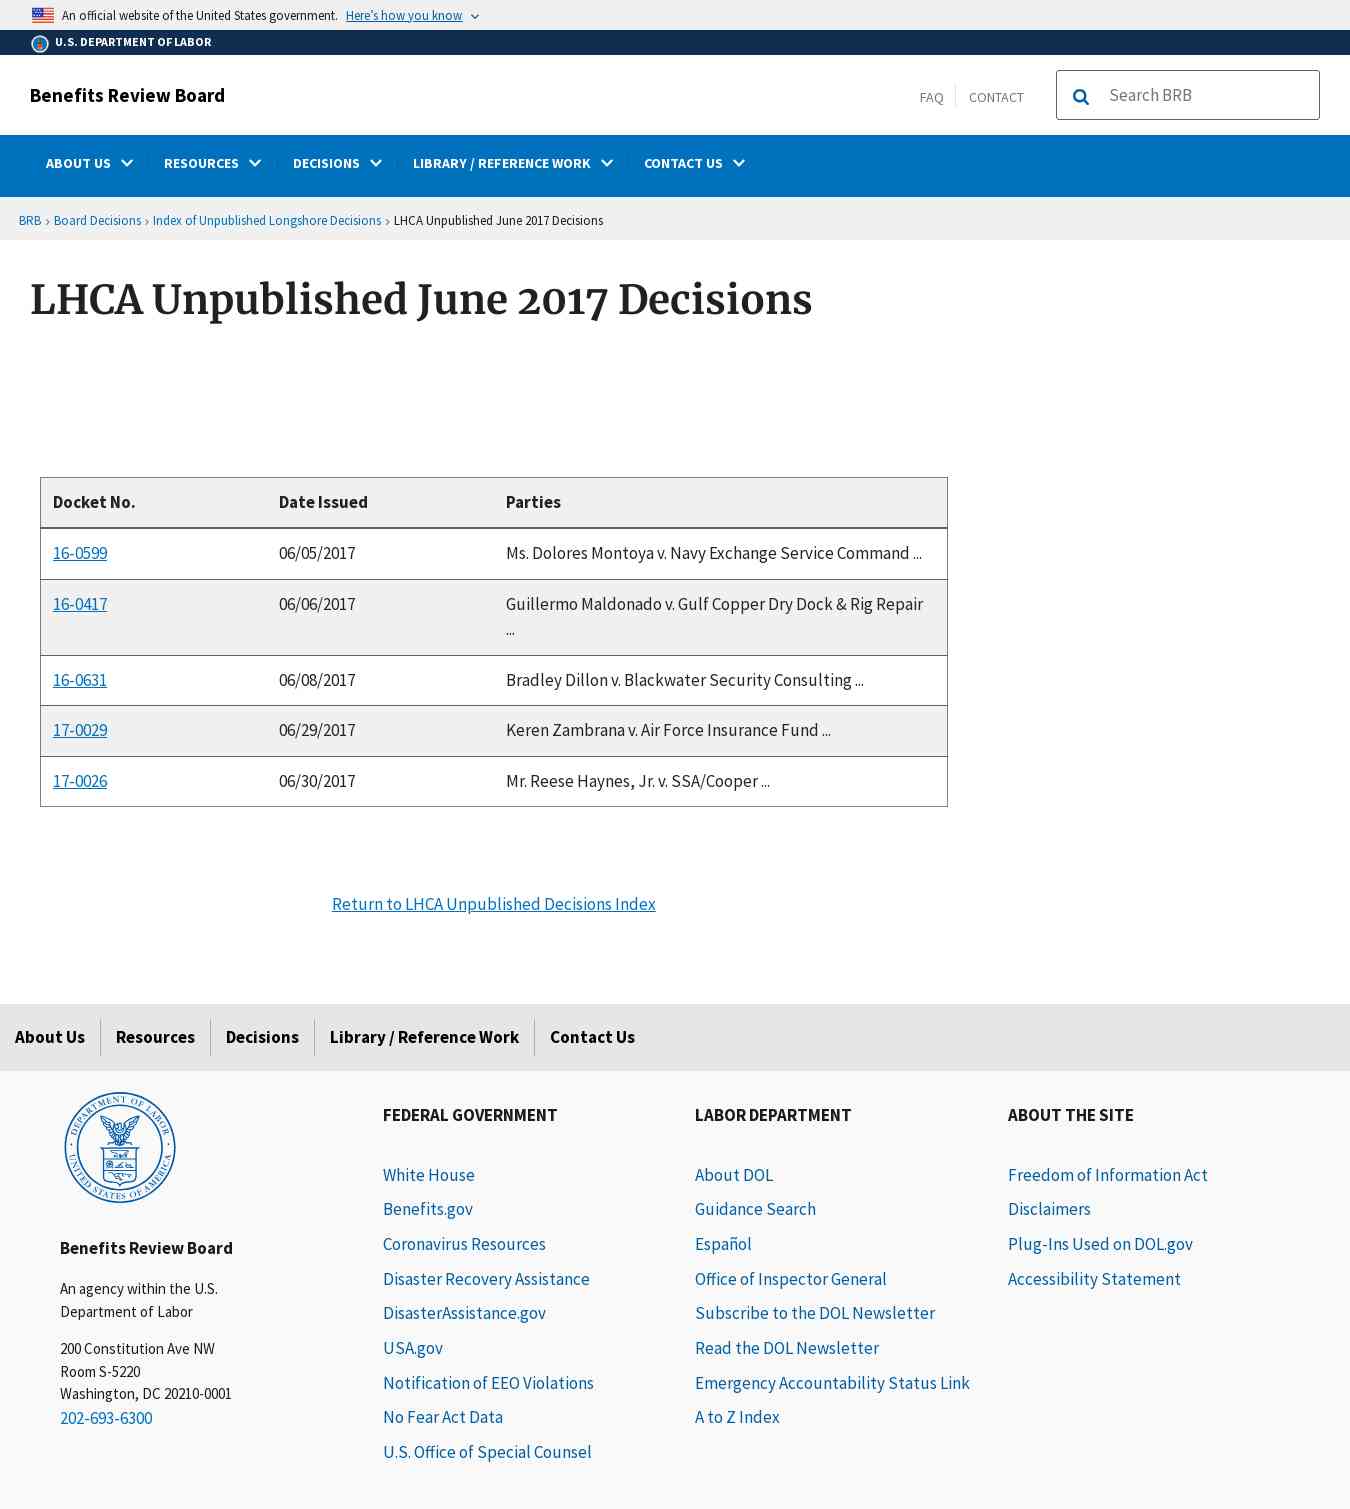 An official website of the United States government. Here's how you know
U.S. DEPARTMENT OF LABOR
Benefits Review Board
FAQ
CONTACT
Search BRB
ABOUT US
RESOURCES
DECISIONS
LIBRARY / REFERENCE WORK
CONTACT US
BRB › Board Decisions › Index of Unpublished Longshore Decisions › LHCA Unpublished June 2017 Decisions
LHCA Unpublished June 2017 Decisions
Docket No. Date Issued Parties
16-0599 06/05/2017 Ms. Dolores Montoya v. Navy Exchange Service Command ...
16-0417 06/06/2017 Guillermo Maldonado v. Gulf Copper Dry Dock & Rig Repair
...
16-0631 06/08/2017 Bradley Dillon v. Blackwater Security Consulting ...
17-0029 06/29/2017 Keren Zambrana v. Air Force Insurance Fund ...
17-0026 06/30/2017 Mr. Reese Haynes, Jr. v. SSA/Cooper ...
Return to LHCA Unpublished Decisions Index
About Us
Resources
Decisions
Library / Reference Work
Contact Us
DEPARTMENT OF LABOR
UNITED STATES OF AMERICA
Benefits Review Board
An agency within the U.S.
Department of Labor
200 Constitution Ave NW
Room S-5220
Washington, DC 20210-0001
202-693-6300
FEDERAL GOVERNMENT
White House
Benefits.gov
Coronavirus Resources
Disaster Recovery Assistance
DisasterAssistance.gov
USA.gov
Notification of EEO Violations
No Fear Act Data
U.S. Office of Special Counsel
LABOR DEPARTMENT
About DOL
Guidance Search
Español
Office of Inspector General
Subscribe to the DOL Newsletter
Read the DOL Newsletter
Emergency Accountability Status Link
A to Z Index
ABOUT THE SITE
Freedom of Information Act
Disclaimers
Plug-Ins Used on DOL.gov
Accessibility Statement